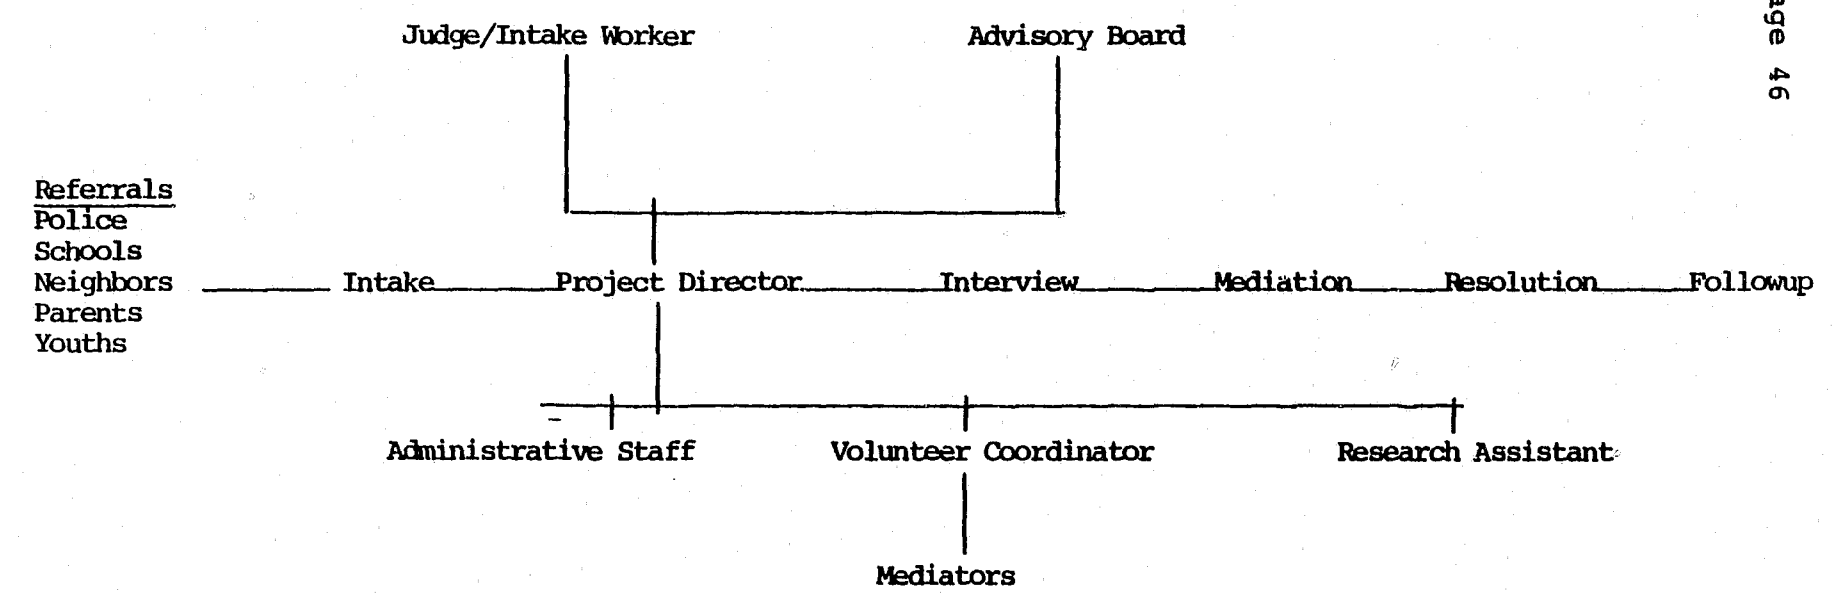 age 46
Judge/Intake Worker Advisory Board
Referrals
Police
Schools
Neighbors Intake Project Director Interview Mediation Resolution Followup
Parents
Youths
Administrative Staff Volunteer Coordinator Research Assistant
Mediators